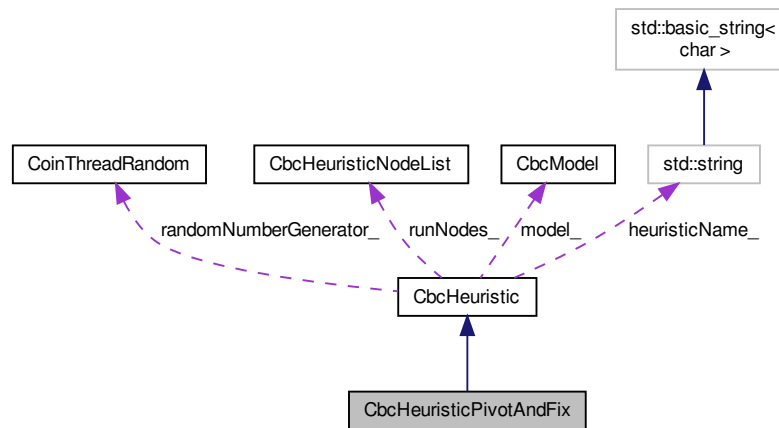 std::basic_string<
char >
CoinThreadRandom
CbcHeuristicNodeList
CbcModel
std::string
randomNumberGenerator_
runNodes_
model_
heuristicName_
CbcHeuristic
CbcHeuristicPivotAndFix